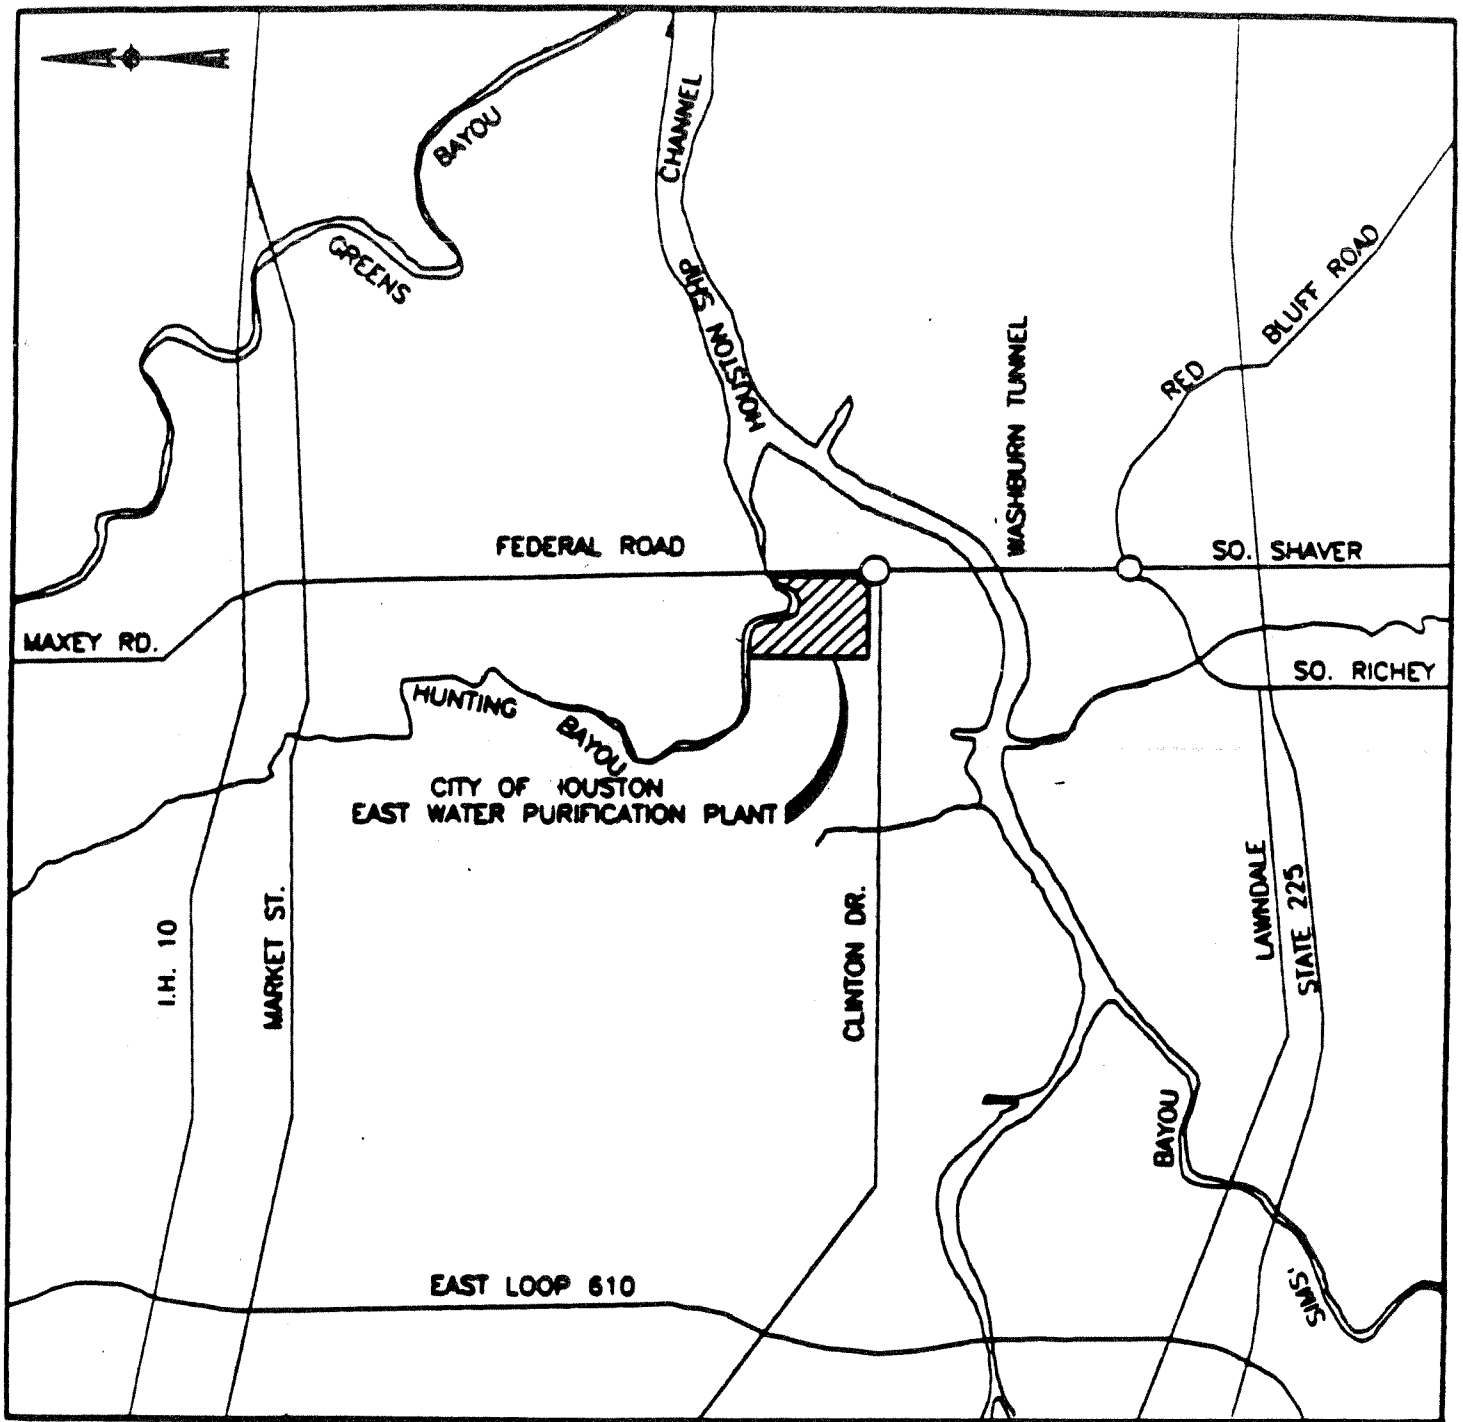 CHANNEL
BAYOU
GREENS
HOUSTON SHIP
BLUFF ROAD
RED
WASHBURN TUNNEL
FEDERAL ROAD
SO. SHAVER
MAXEY RD.
SO. RICHEY
HUNTING
BAYOU
CITY OF HOUSTON
EAST WATER PURIFICATION PLANT
I.H. 10
MARKET ST.
CLINTON DR.
LAWNDALE
STATE 225
BAYOU
SIMS'
EAST LOOP 610